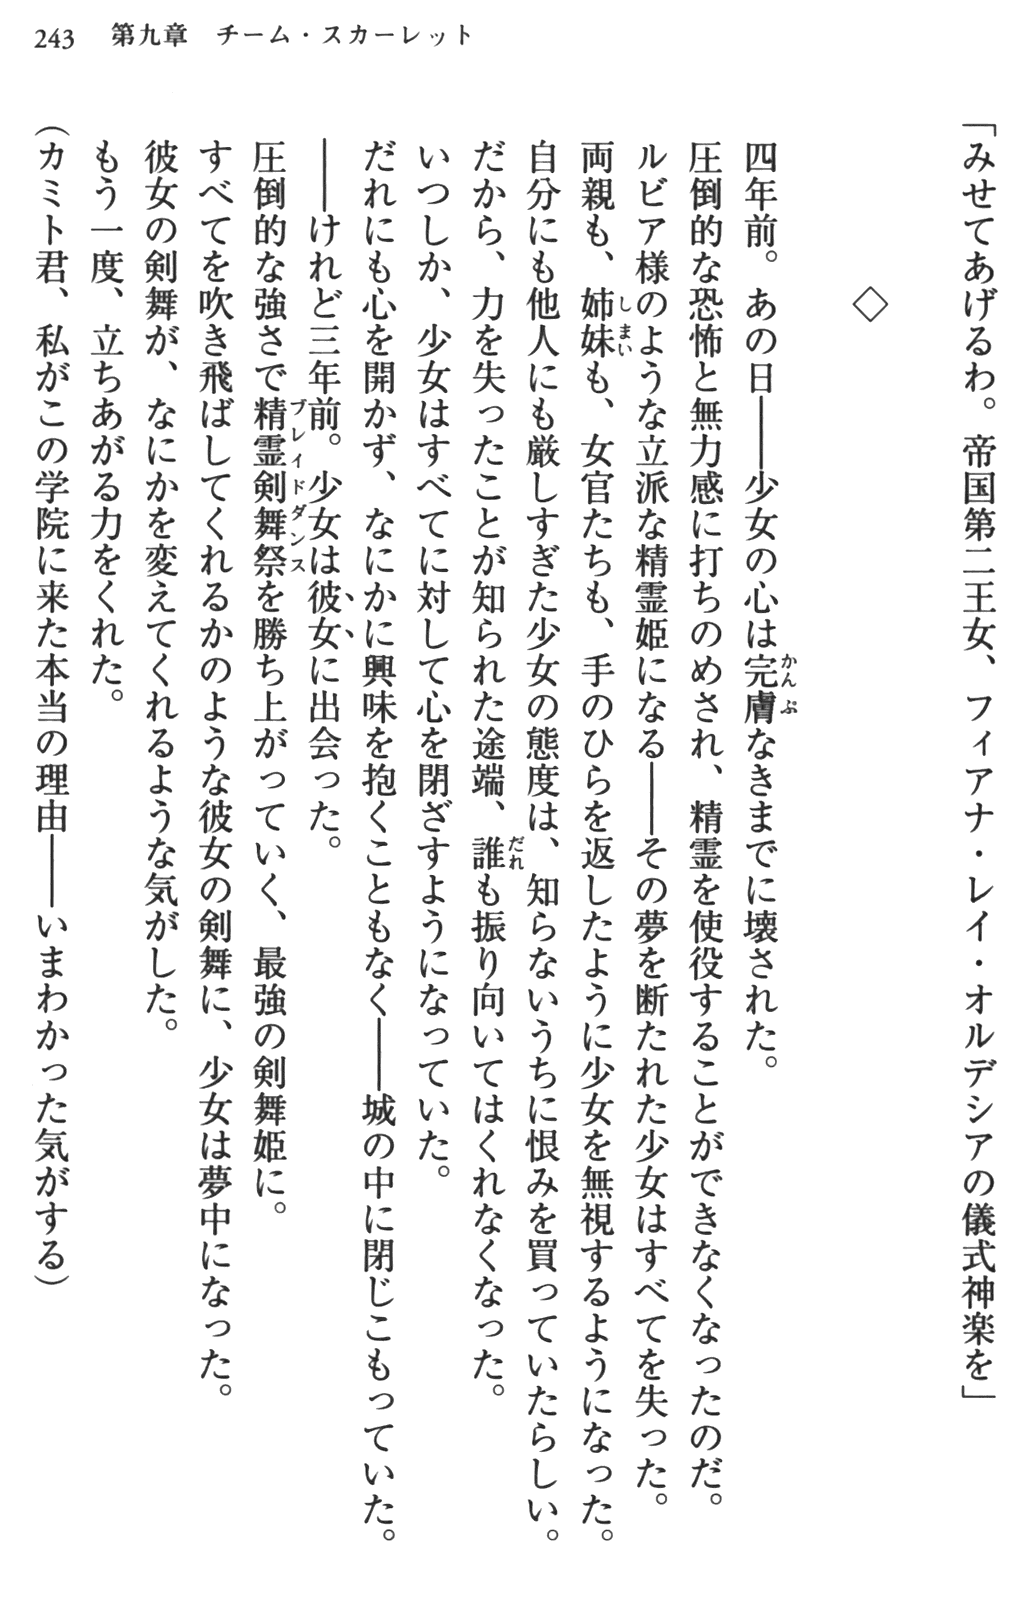 243 第九章 チーム・スカーレット
「みせてあげるわ。帝国第二王女、フィアナ・レイ・オルデシアの儀式神楽を」
◇
四年前。あの日――少女の心は完膚なきまでに壊された。
圧倒的な恐怖と無力感に打ちのめされ、精霊を使役することができなくなったのだ。
ルビア様のような立派な精霊姫になる――その夢を断たれた少女はすべてを失った。
両親も、姉妹も、女官たちも、手のひらを返したように少女を無視するようになった。
自分にも他人にも厳しすぎた少女の態度は、知らないうちに恨みを買っていたらしい。
だから、力を失ったことが知られた途端、誰も振り向いてはくれなくなった。
いつしか、少女はすべてに対して心を閉ざすようになっていた。
だれにも心を開かず、なにかに興味を抱くこともなく――城の中に閉じこもっていた。
――けれど三年前。少女は彼女に出会った。
圧倒的な強さで精霊剣舞祭を勝ち上がっていく、最強の剣舞姫に。
すべてを吹き飛ばしてくれるかのような彼女の剣舞に、少女は夢中になった。
彼女の剣舞が、なにかを変えてくれるような気がした。
もう一度、立ちあがる力をくれた。
(カミト君、私がこの学院に来た本当の理由――いまわかった気がする)
かんぷ
しまい
だれ
ブレイドダンス